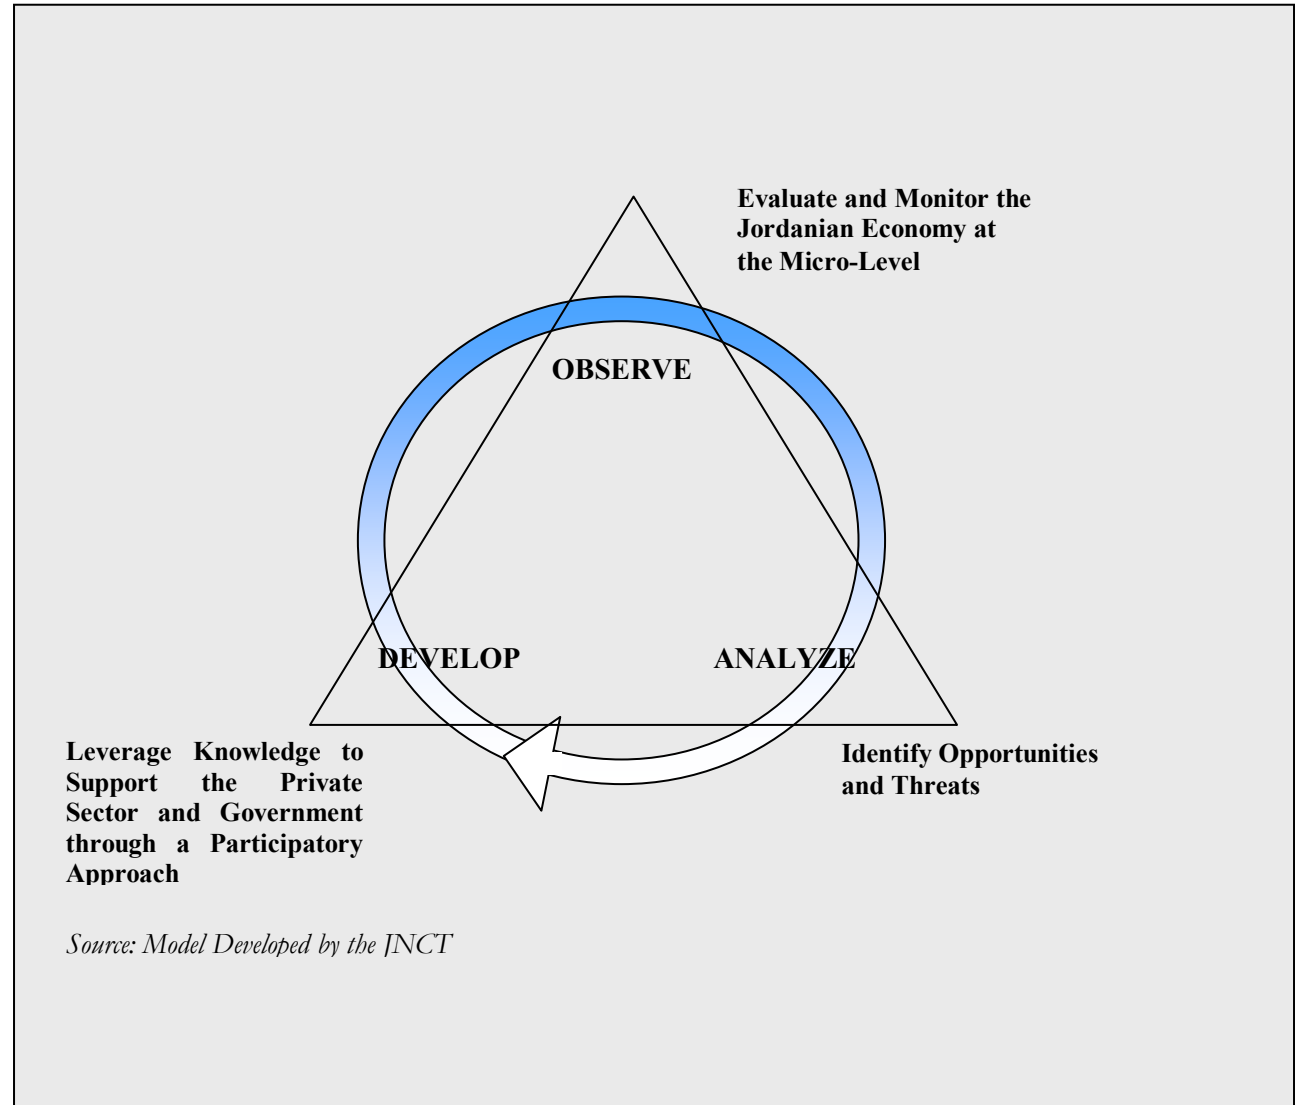 Evaluate and Monitor the
Jordanian Economy at
the Micro-Level
OBSERVE
DEVELOP
ANALYZE
Leverage Knowledge to
Support the Private
Sector and Government
through a Participatory
Approach
Identify Opportunities
and Threats
Source: Model Developed by the JNCT